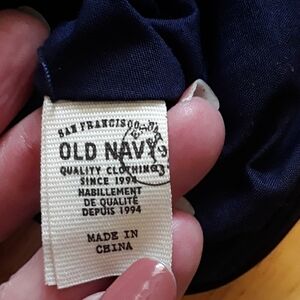 SAN FRANCISCO
OLD NAVY
QUALITY CLOTHING
SINCE 1994
HABILLEMENT
DE QUALITÉ
DEPUIS 1994
MADE IN
CHINA